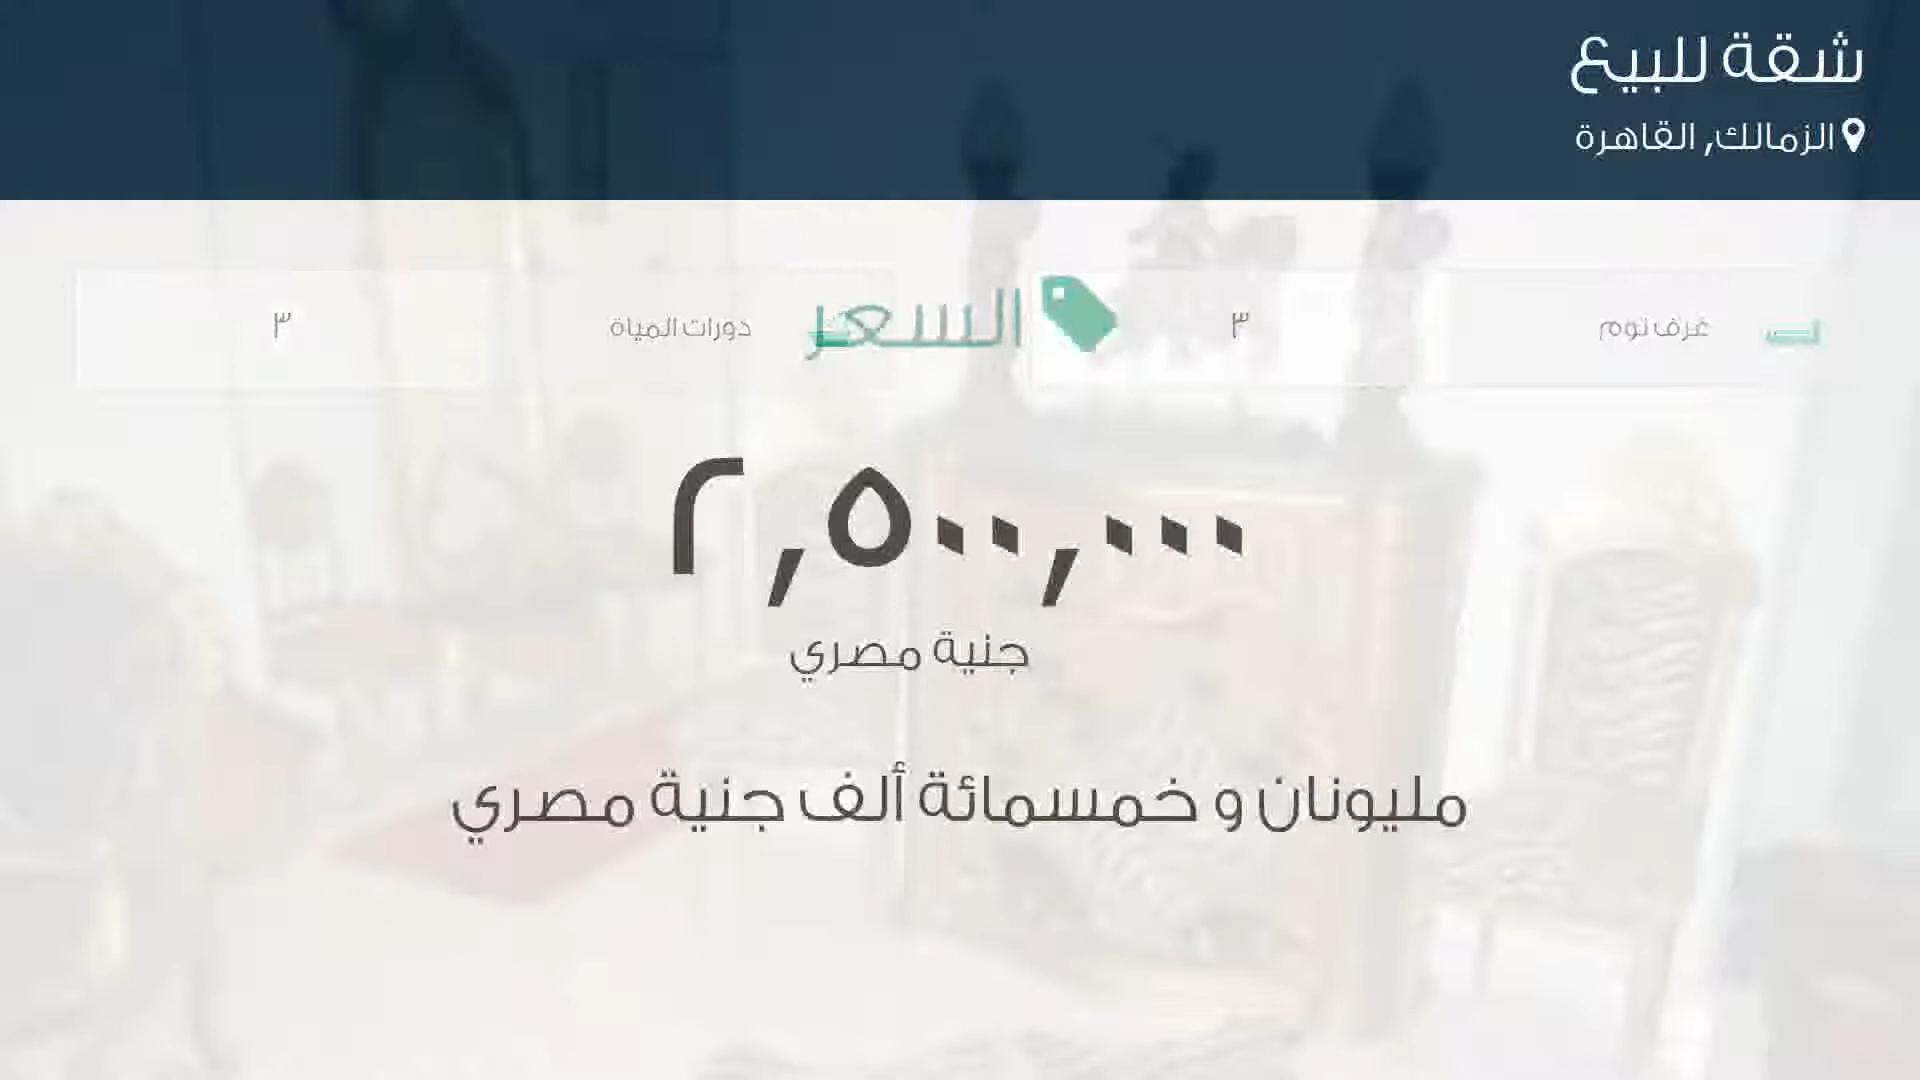 شقة للبيع
الزمالك, القاهرة
غرف نوم
٣
السعر
دورات المياة
٣
٢,٥٠٠,٠٠٠
جنية مصري
مليونان و خمسمائة ألف جنية مصري